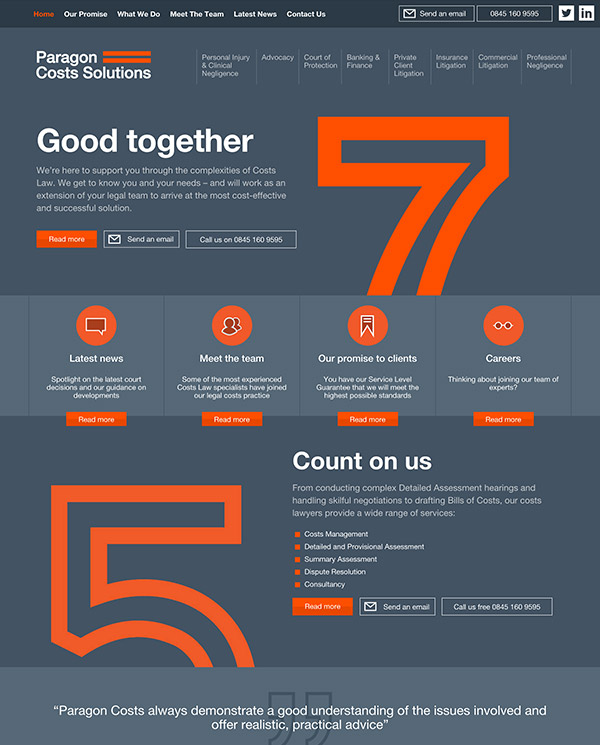 Home Our Promise What We Do Meet The Team Latest News Contact Us Send an email 0845 160 9595
Paragon
Costs Solutions
Personal Injury
& Clinical
Negligence
Advocacy
Court of
Protection
Banking &
Finance
Private
Client
Litigation
Insurance
Litigation
Commercial
Litigation
Professional
Negligence
Good together
We're here to support you through the complexities of Costs
Law. We get to know you and your needs – and will work as an
extension of your legal team to arrive at the most cost-effective
and successful solution.
Read more Send an email Call us on 0845 160 9595
7
Latest news
Spotlight on the latest court
decisions and our guidance on
developments
Read more
Meet the team
Some of the most experienced
Costs Law specialists have joined
our legal costs practice
Read more
Our promise to clients
You have our Service Level
Guarantee that we will meet the
highest possible standards
Read more
Careers
Thinking about joining our team of
experts?
Read more
5
Count on us
From conducting complex Detailed Assessment hearings and
handling skilful negotiations to drafting Bills of Costs, our costs
lawyers provide a wide range of services:
Costs Management
Detailed and Provisional Assessment
Summary Assessment
Dispute Resolution
Consultancy
Read more Send an email Call us free 0845 160 9595
“Paragon Costs always demonstrate a good understanding of the issues involved and
offer realistic, practical advice”